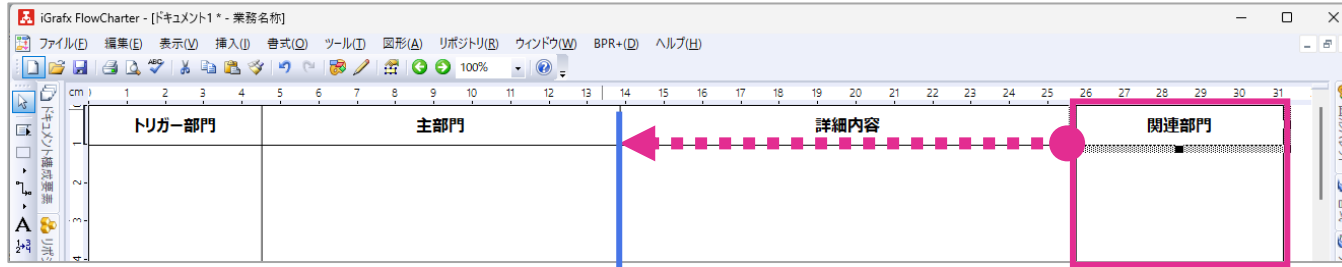 iGrafx FlowCharter - [ドキュメント1 * - 業務名称]
ファイル(F) 編集(E) 表示(V) 挿入(I) 書式(O) ツール(T) 図形(A) リポジトリ(R) ウィンドウ(W) BPR+(D) ヘルプ(H)
ABC 100%
cm 1 2 3 4 5 6 7 8 9 10 11 12 13 14 15 16 17 18 19 20 21 22 23 24 25 26 27 28 29 30 31
トリガー部門 主部門 詳細内容 関連部門
ドキュメント構成要素
0
1
2
3
A